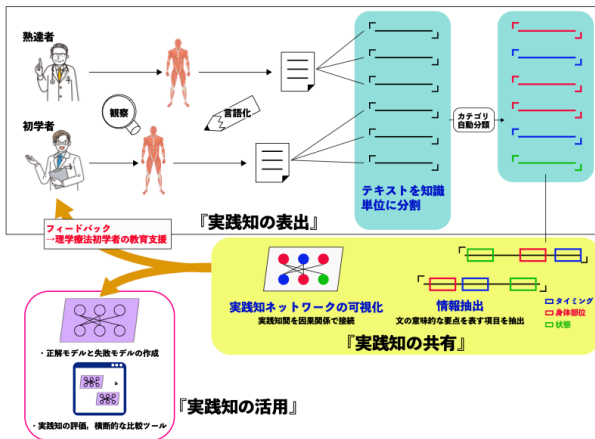 熟達者
初学者
観察
言語化
テキストを知識
単位に分割
カテゴリ
自動分類
『実践知の表出』
フィードバック
→理学療法初学者の教育支援
実践知ネットワークの可視化
実践知間を因果関係で接続
情報抽出
文の意味的な要点を表す項目を抽出
タイミング
身体部位
状態
『実践知の共有』
・正解モデルと失敗モデルの作成
・実践知の評価，横断的な比較ツール
『実践知の活用』